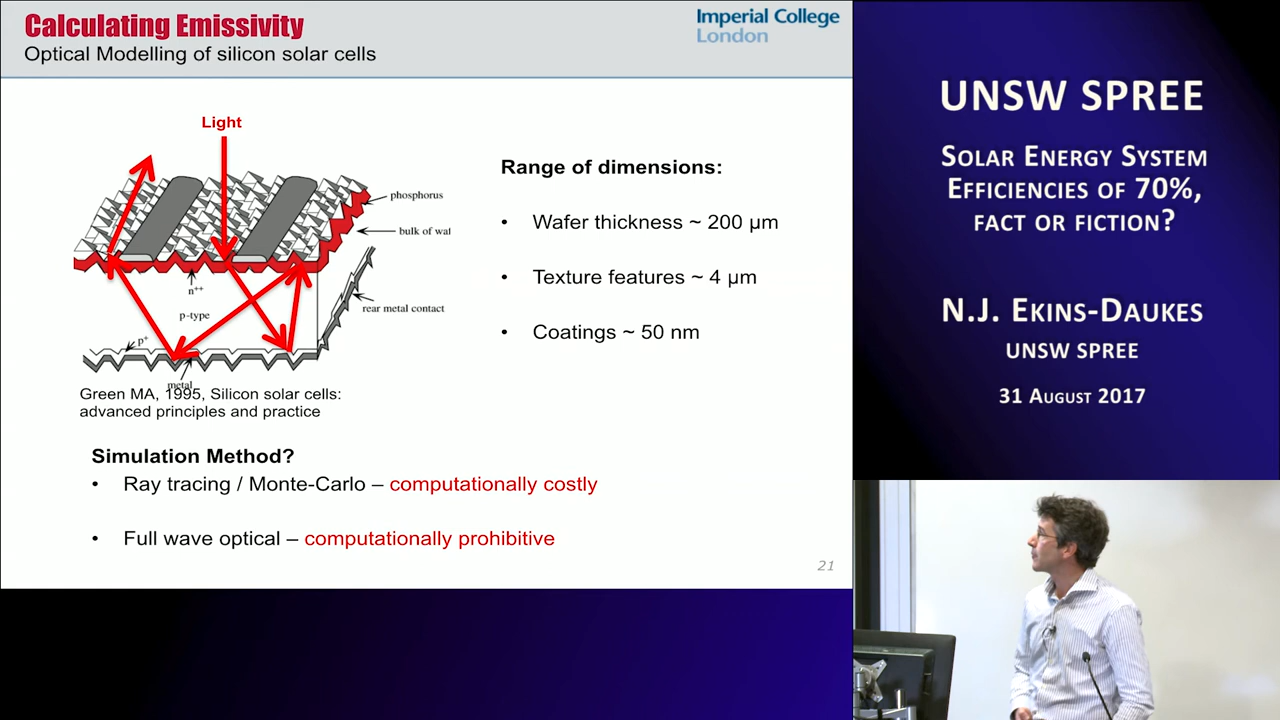 Calculating Emissivity
Optical Modelling of silicon solar cells
Imperial College
London
Light
phosphorus
bulk of waf
n++
p-type
rear metal contact
p+
metal
Green MA, 1995, Silicon solar cells:
advanced principles and practice
Range of dimensions:
• Wafer thickness ~ 200 µm
• Texture features ~ 4 µm
• Coatings ~ 50 nm
Simulation Method?
• Ray tracing / Monte-Carlo – computationally costly
• Full wave optical – computationally prohibitive
21
UNSW SPREE
Solar Energy System
Efficiencies of 70%,
fact or fiction?
N.J. Ekins-Daukes
UNSW SPREE
31 August 2017